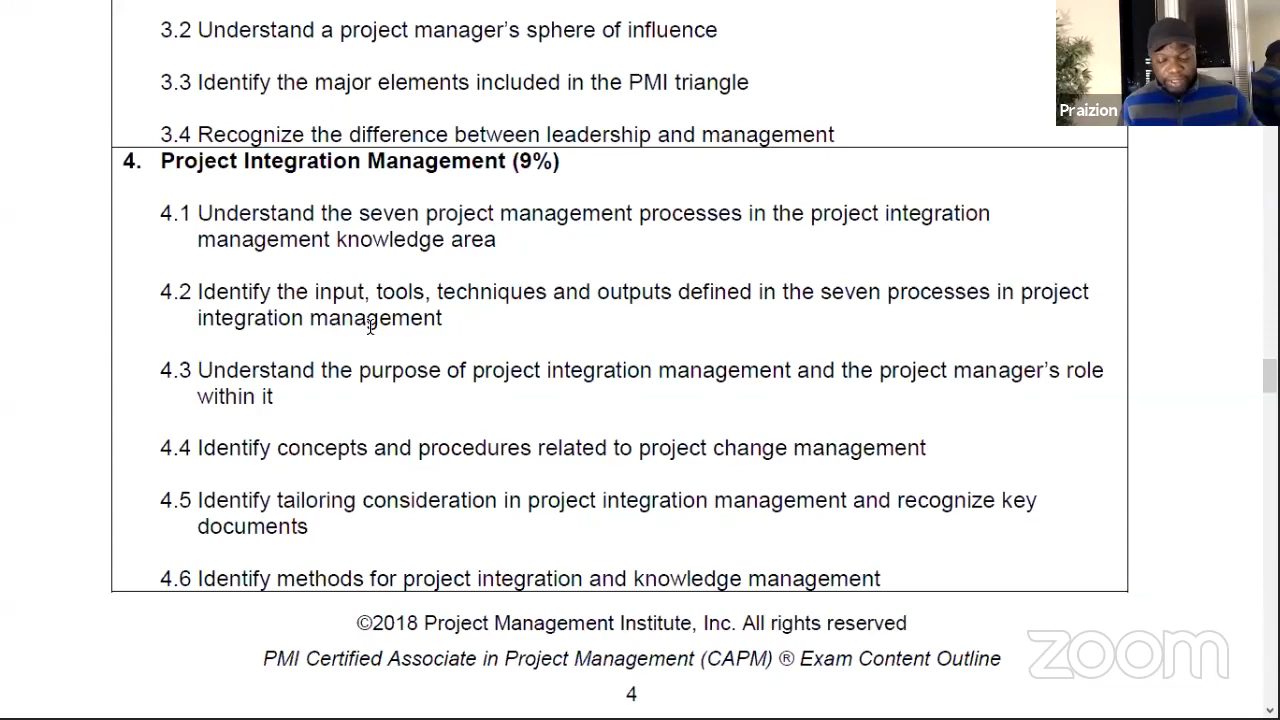 3.2 Understand a project manager's sphere of influence
3.3 Identify the major elements included in the PMI triangle
3.4 Recognize the difference between leadership and management
4. Project Integration Management (9%)
4.1 Understand the seven project management processes in the project integration
management knowledge area
4.2 Identify the input, tools, techniques and outputs defined in the seven processes in project
integration management
4.3 Understand the purpose of project integration management and the project manager's role
within it
4.4 Identify concepts and procedures related to project change management
4.5 Identify tailoring consideration in project integration management and recognize key
documents
4.6 Identify methods for project integration and knowledge management
©2018 Project Management Institute, Inc. All rights reserved
PMI Certified Associate in Project Management (CAPM) ® Exam Content Outline
4
Praizion
zoom